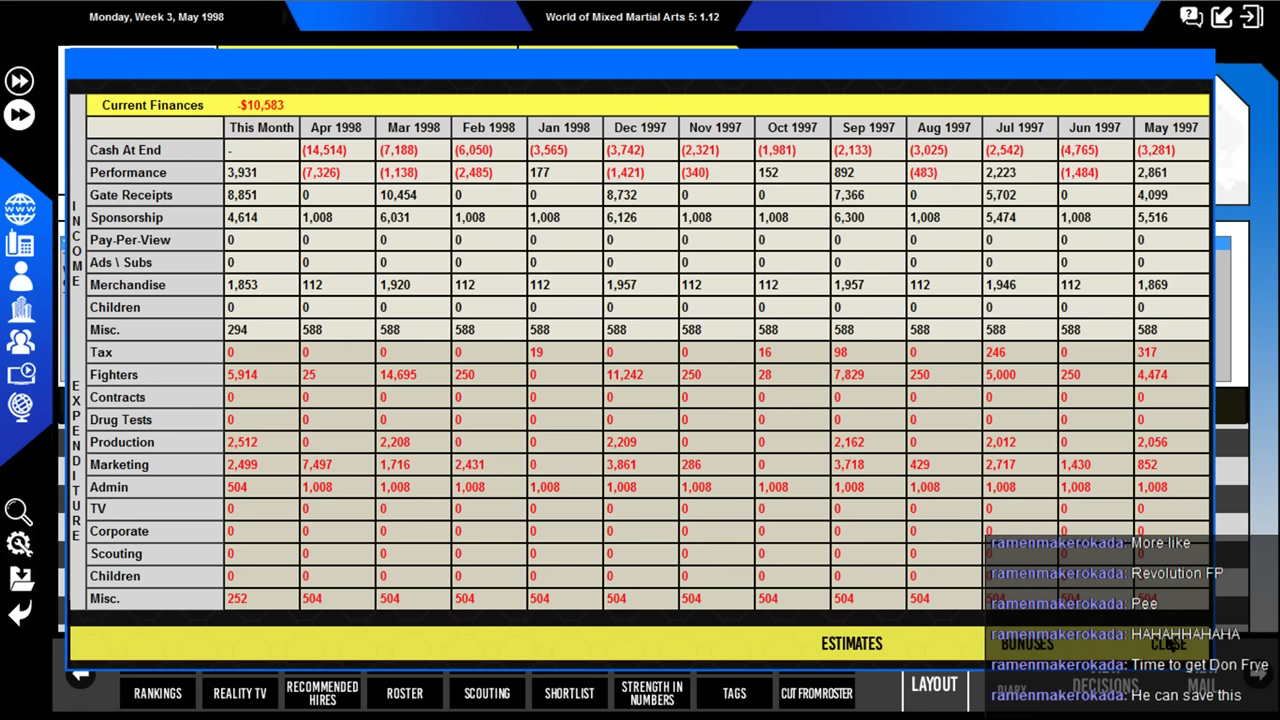 Monday, Week 3, May 1998
World of Mixed Martial Arts 5: 1.12
Current Finances -$10,583
This Month Apr 1998 Mar 1998 Feb 1998 Jan 1998 Dec 1997 Nov 1997 Oct 1997 Sep 1997 Aug 1997 Jul 1997 Jun 1997 May 1997
INCOME
Cash At End - (14,514) (7,188) (6,050) (3,565) (3,742) (2,321) (1,981) (2,133) (3,025) (2,542) (4,765) (3,281)
Performance 3,931 (7,326) (1,138) (2,485) 177 (1,421) (340) 152 892 (483) 2,223 (1,484) 2,861
Gate Receipts 8,851 0 10,454 0 0 8,732 0 0 7,366 0 5,702 0 4,099
Sponsorship 4,614 1,008 6,031 1,008 1,008 6,126 1,008 1,008 6,300 1,008 5,474 1,008 5,516
Pay-Per-View 0 0 0 0 0 0 0 0 0 0 0 0 0
Ads \ Subs 0 0 0 0 0 0 0 0 0 0 0 0 0
Merchandise 1,853 112 1,920 112 112 1,957 112 112 1,957 112 1,946 112 1,869
Children 0 0 0 0 0 0 0 0 0 0 0 0 0
Misc. 294 588 588 588 588 588 588 588 588 588 588 588 588
EXPENDITURE
Tax 0 0 0 0 19 0 0 16 98 0 246 0 317
Fighters 5,914 25 14,695 250 0 11,242 250 28 7,829 250 5,000 250 4,474
Contracts 0 0 0 0 0 0 0 0 0 0 0 0 0
Drug Tests 0 0 0 0 0 0 0 0 0 0 0 0 0
Production 2,512 0 2,208 0 0 2,209 0 0 2,162 0 2,012 0 2,056
Marketing 2,499 7,497 1,716 2,431 0 3,861 286 0 3,718 429 2,717 1,430 852
Admin 504 1,008 1,008 1,008 1,008 1,008 1,008 1,008 1,008 1,008 1,008 1,008 1,008
TV 0 0 0 0 0 0 0 0 0 0 0 0 0
Corporate 0 0 0 0 0 0 0 0 0 0 0 0 0
Scouting 0 0 0 0 0 0 0 0 0 0 0 0 0
Children 0 0 0 0 0 0 0 0 0 0 0 0 0
Misc. 252 504 504 504 504 504 504 504 504 504 504 504 504
ramenmakerokada: More like
ramenmakerokada: Revolution FP
ramenmakerokada: Pee
ramenmakerokada: HAHAHHAHAHA
ramenmakerokada: Time to get Don Frye
ramenmakerokada: He can save this
ESTIMATES BONUSES CLOSE
RANKINGS REALITY TV RECOMMENDED HIRES ROSTER SCOUTING SHORTLIST STRENGTH IN NUMBERS TAGS CUT FROM ROSTER LAYOUT DIARY DECISIONS MAIL
WWW